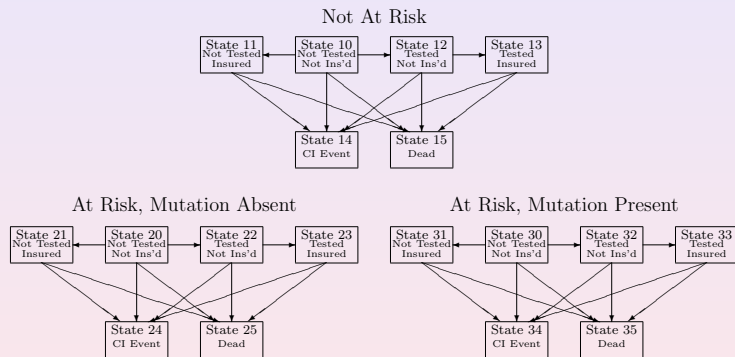 Not At Risk
State 11
Not Tested
Insured
State 10
Not Tested
Not Ins'd
State 12
Tested
Not Ins'd
State 13
Tested
Insured
State 14
CI Event
State 15
Dead
At Risk, Mutation Absent
State 21
Not Tested
Insured
State 20
Not Tested
Not Ins'd
State 22
Tested
Not Ins'd
State 23
Tested
Insured
State 24
CI Event
State 25
Dead
At Risk, Mutation Present
State 31
Not Tested
Insured
State 30
Not Tested
Not Ins'd
State 32
Tested
Not Ins'd
State 33
Tested
Insured
State 34
CI Event
State 35
Dead